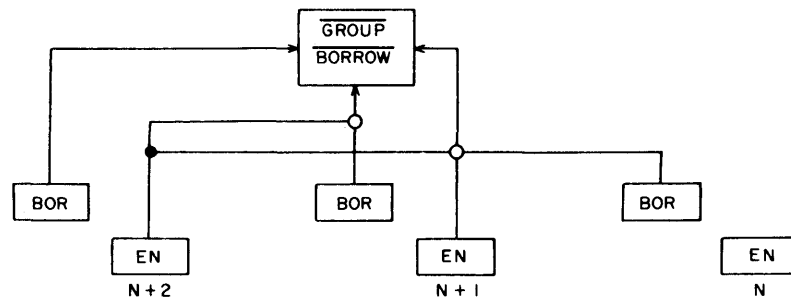 GROUP
BORROW
BOR
BOR
BOR
EN
EN
EN
N + 2
N + 1
N